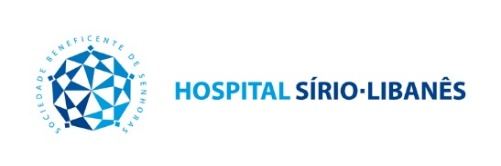 SOCIEDADE BENEFICENTE DE SENHORAS
HOSPITAL SÍRIO·LIBANÊS